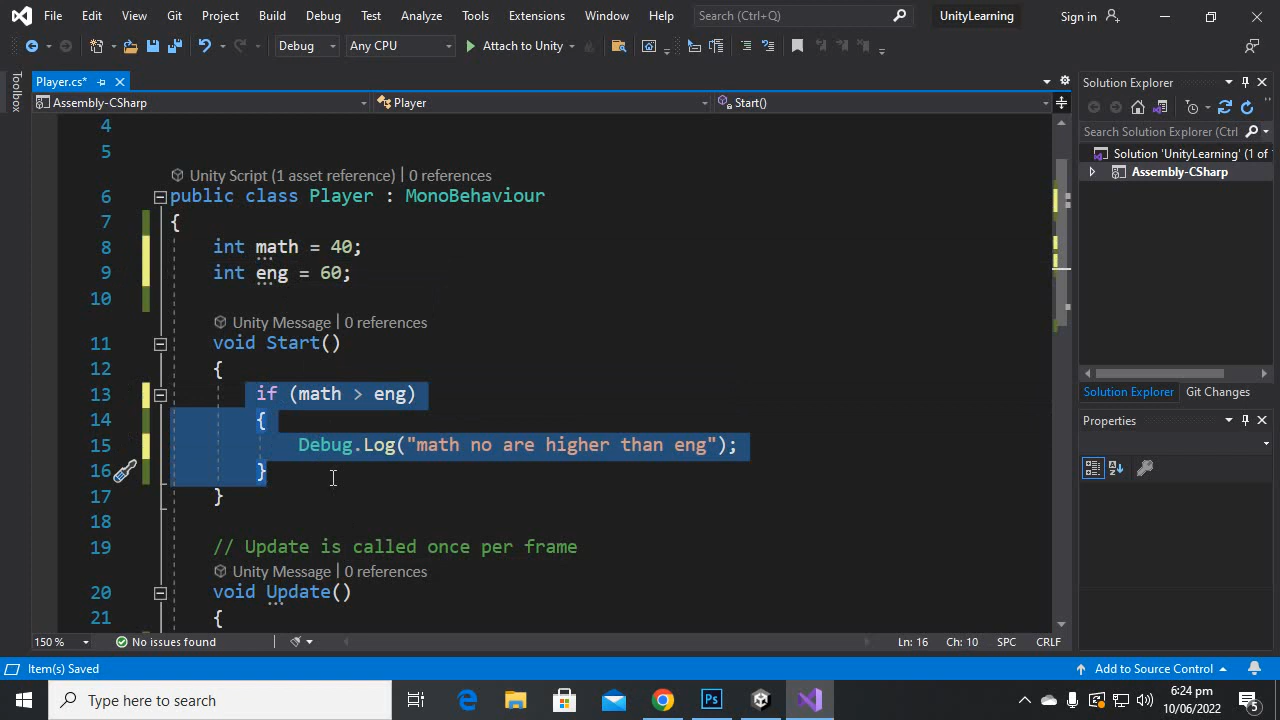 File Edit View Git Project Build Debug Test Analyze Tools Extensions Window Help Search (Ctrl+Q) UnityLearning Sign in
Debug Any CPU Attach to Unity
Toolbox
Player.cs*
Assembly-CSharp Player Start()
4
5
Unity Script (1 asset reference) | 0 references
6 public class Player : MonoBehaviour
7 {
8 int math = 40;
9 int eng = 60;
10
Unity Message | 0 references
11 void Start()
12 {
13 if (math > eng)
14 {
15 Debug.Log("math no are higher than eng");
16 }
17 }
18
19 // Update is called once per frame
Unity Message | 0 references
20 void Update()
21 {
150 % No issues found Ln: 16 Ch: 10 SPC CRLF
Solution Explorer
Search Solution Explorer (Ctrl
Solution 'UnityLearning' (1 of
Assembly-CSharp
Solution Explorer Git Changes
Properties
Item(s) Saved Add to Source Control
Type here to search Ps 6:24 pm
10/06/2022 5